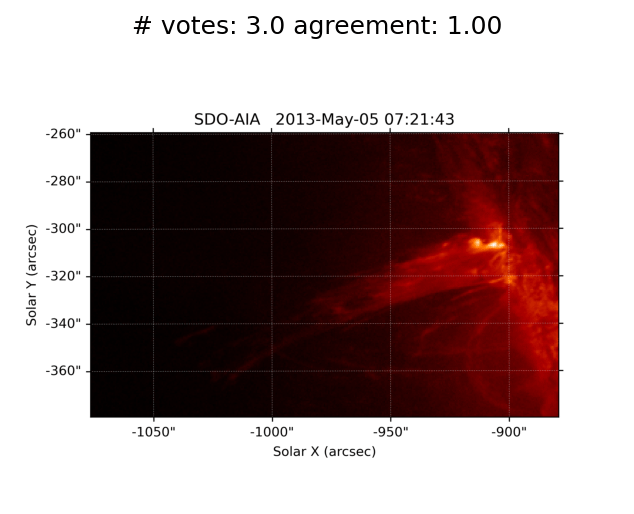 # votes: 3.0 agreement: 1.00
SDO-AIA   2013-May-05 07:21:43
-260"
-280"
-300"
-320"
-340"
-360"
Solar Y (arcsec)
-1050" -1000" -950" -900"
Solar X (arcsec)